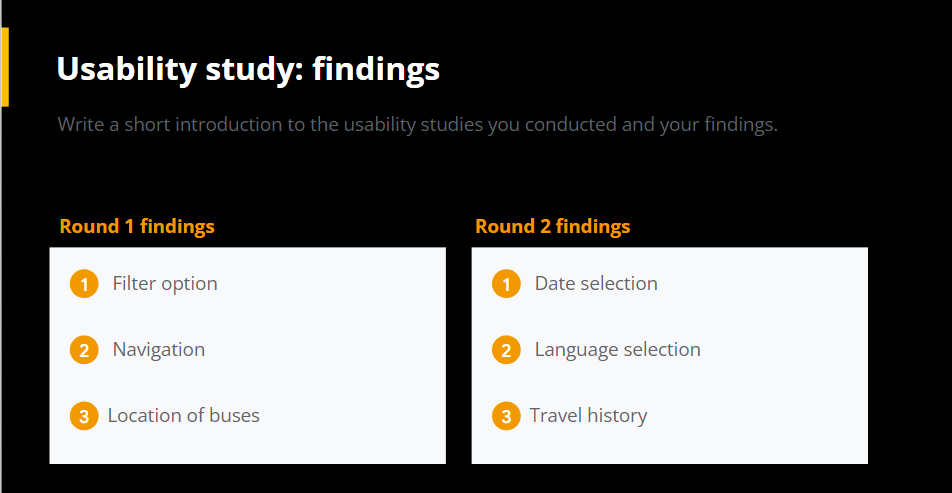 Usability study: findings
Write a short introduction to the usability studies you conducted and your findings.
Round 1 findings
1 Filter option
2 Navigation
3 Location of buses
Round 2 findings
1 Date selection
2 Language selection
3 Travel history